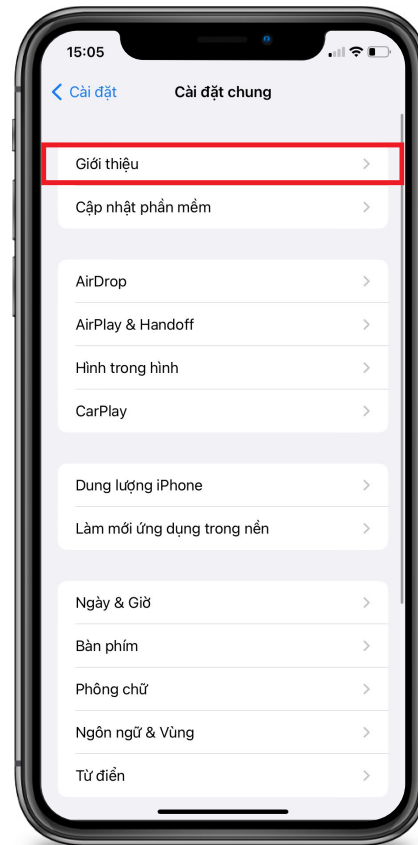 15:05
Cài đặt
Cài đặt chung
Giới thiệu
Cập nhật phần mềm
AirDrop
AirPlay & Handoff
Hình trong hình
CarPlay
Dung lượng iPhone
Làm mới ứng dụng trong nền
Ngày & Giờ
Bàn phím
Phông chữ
Ngôn ngữ & Vùng
Từ điển